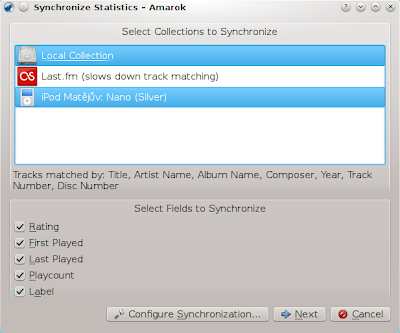 Synchronize Statistics – Amarok
Select Collections to Synchronize
Local Collection
Last.fm (slows down track matching)
IPod Matějův: Nano (Silver)
Tracks matched by: Title, Artist Name, Album Name, Composer, Year, Track
Number, Disc Number
Select Fields to Synchronize
Rating
First Played
Last Played
Playcount
Label
Configure Synchronization...
Next
Cancel